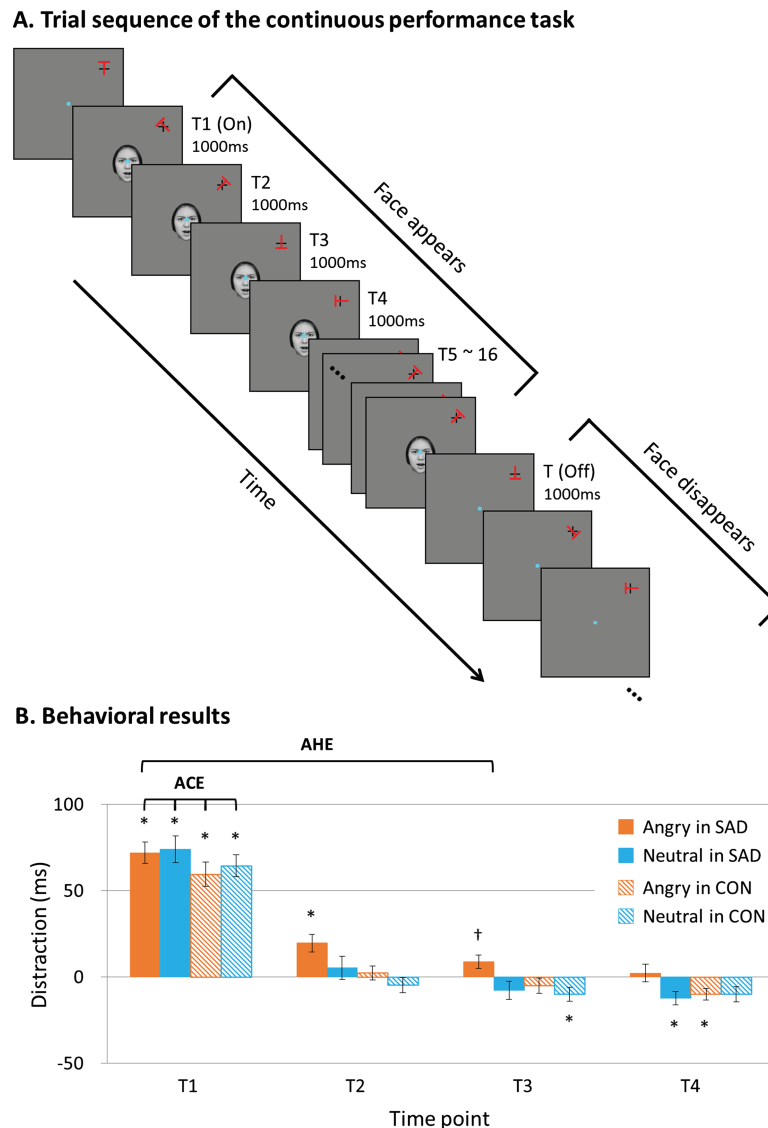 A. Trial sequence of the continuous performance task
T1 (On)
1000ms
T2
1000ms
T3
1000ms
T4
1000ms
T5 ~ 16
Face appears
T (Off)
1000ms
Face disappears
Time
B. Behavioral results
AHE
ACE
100
50
0
-50
Distraction (ms)
* * * *
*
†
*
* *
Angry in SAD
Neutral in SAD
Angry in CON
Neutral in CON
T1 T2 T3 T4
Time point